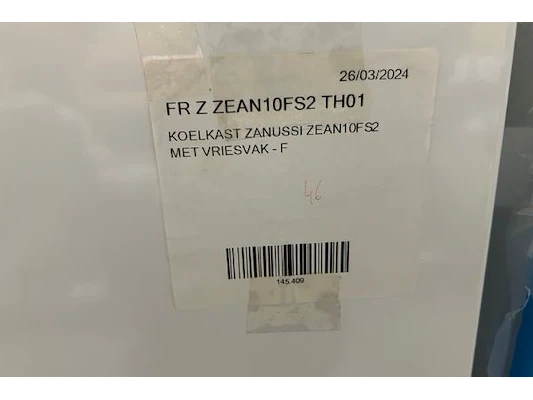 26/03/2024
FR Z ZEAN10FS2 TH01
KOELKAST ZANUSSI ZEAN10FS2
MET VRIESVAK - F
46
145.409